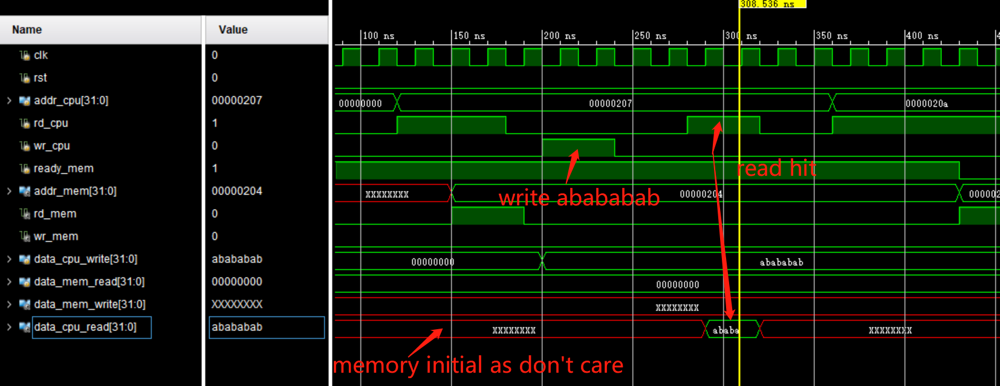 308.536 ns
Name Value
100 ns 150 ns 200 ns 250 ns 300 ns 350 ns 400 ns 4
clk 0
rst 0
addr_cpu[31:0] 00000207 00000000 00000207 0000020a
rd_cpu 1
wr_cpu 0
ready_mem 1
read hit
addr_mem[31:0] 00000204 XXXXXXXX 00000204 000002
write abababab
rd_mem 0
wr_mem 0
data_cpu_write[31:0] abababab 00000000 abababab
data_mem_read[31:0] 00000000 00000000
data_mem_write[31:0] XXXXXXXX XXXXXXXX
data_cpu_read[31:0] abababab XXXXXXXX ababa XXXXXXXX
memory initial as don't care